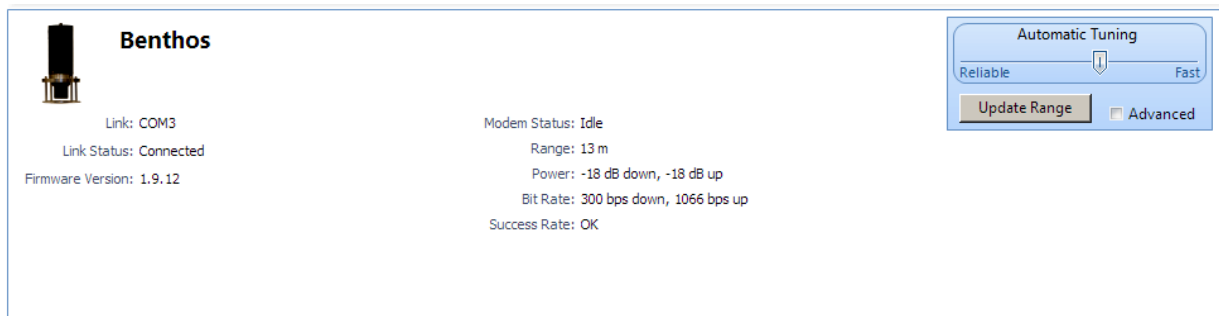 Benthos
Automatic Tuning
Reliable Fast
Update Range Advanced
Link: COM3
Link Status: Connected
Firmware Version: 1.9.12
Modem Status: Idle
Range: 13 m
Power: -18 dB down, -18 dB up
Bit Rate: 300 bps down, 1066 bps up
Success Rate: OK